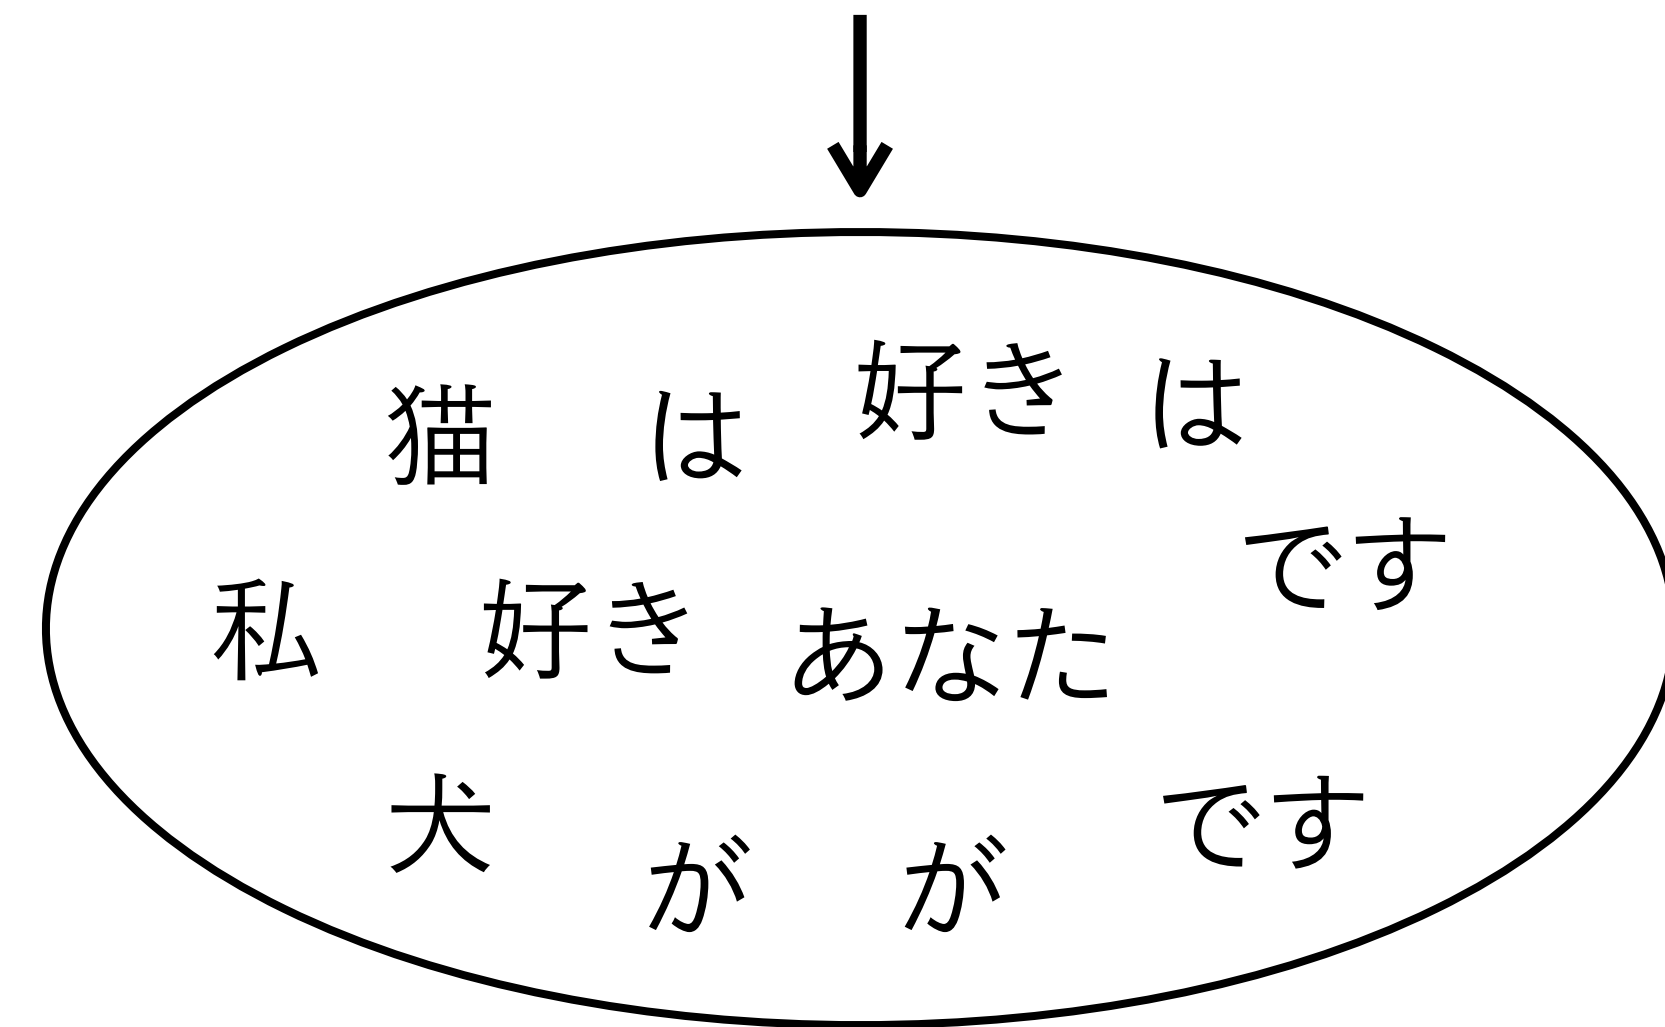 猫 は 好き は
です
私 好き あなた
犬 が が です